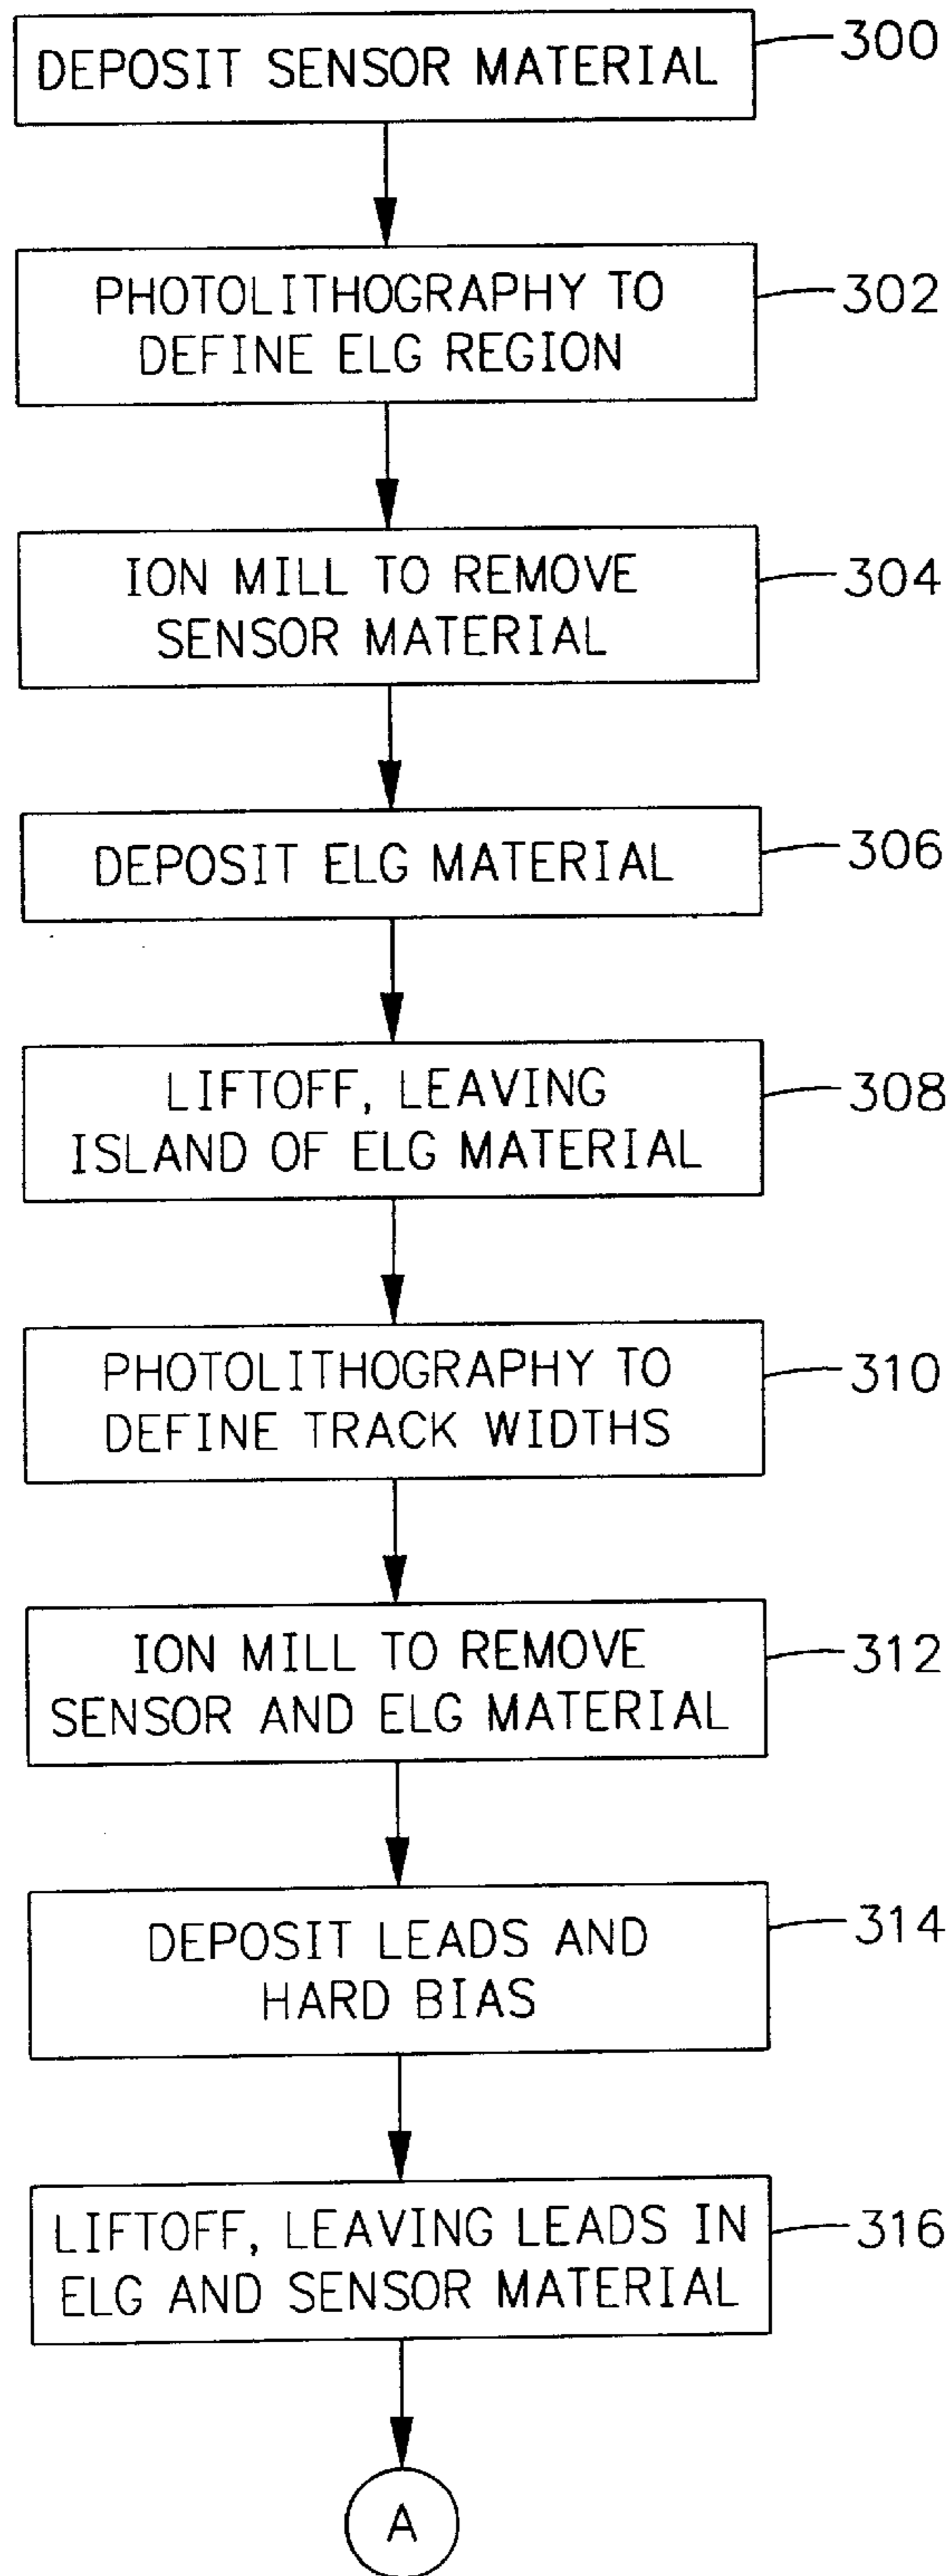 DEPOSIT SENSOR MATERIAL 300
PHOTOLITHOGRAPHY TO 302
DEFINE ELG REGION
ION MILL TO REMOVE 304
SENSOR MATERIAL
DEPOSIT ELG MATERIAL 306
LIFTOFF, LEAVING 308
ISLAND OF ELG MATERIAL
PHOTOLITHOGRAPHY TO 310
DEFINE TRACK WIDTHS
ION MILL TO REMOVE 312
SENSOR AND ELG MATERIAL
DEPOSIT LEADS AND 314
HARD BIAS
LIFTOFF, LEAVING LEADS IN 316
ELG AND SENSOR MATERIAL
A